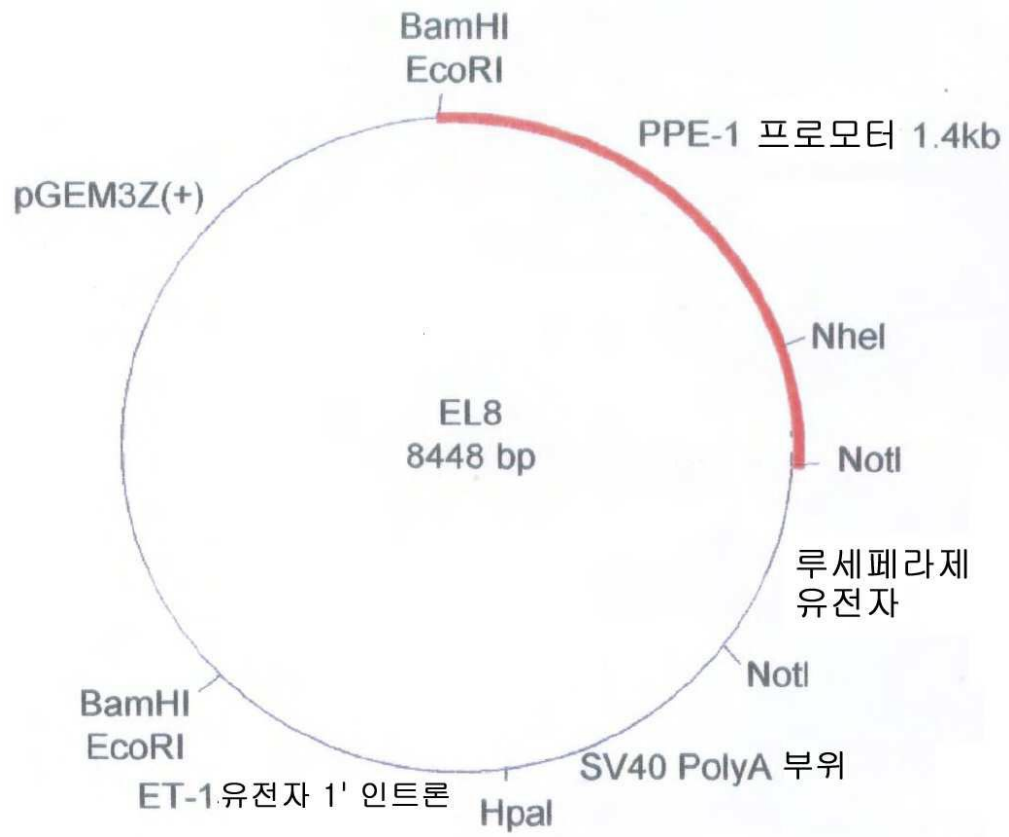 BamHI
EcoRI
PPE-1 프로모터 1.4kb
pGEM3Z(+)
NheI
EL8
8448 bp
NotI
루세페라제
유전자
NotI
BamHI
EcoRI
SV40 PolyA 부위
ET-1 유전자 1' 인트론
HpaI